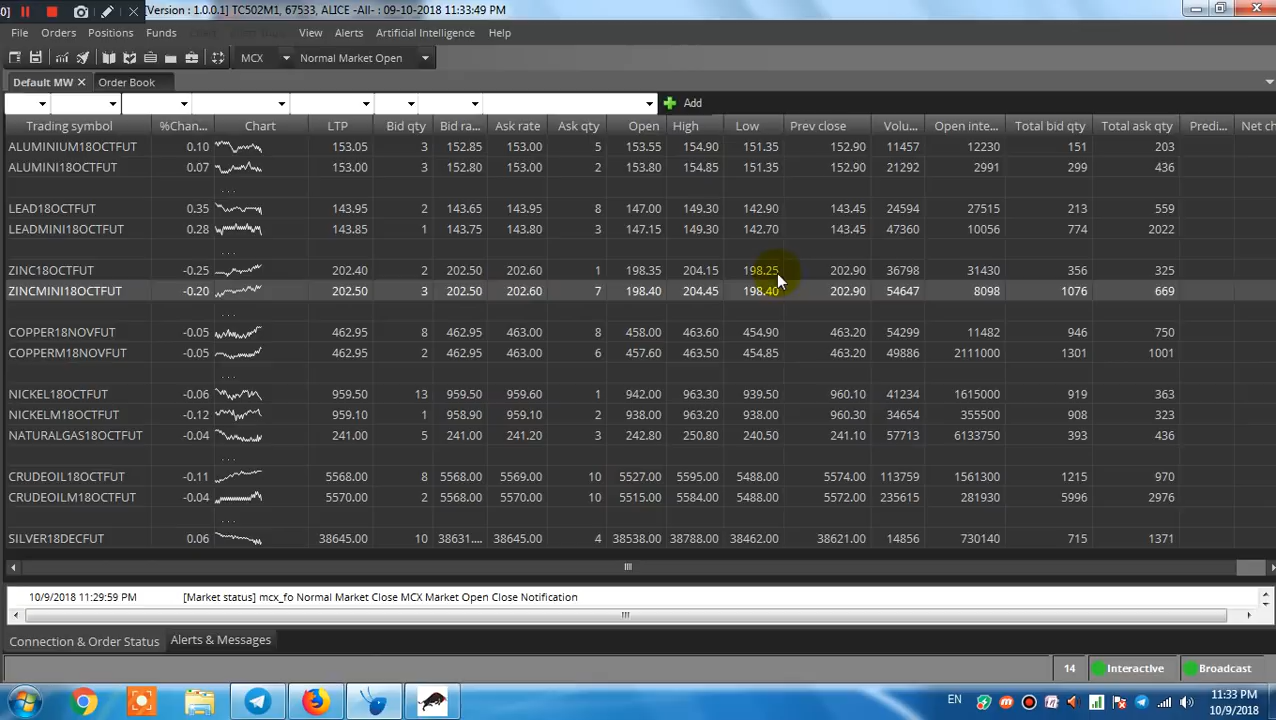 0] [Version : 1.0.0.1] TC502M1, 67533, ALICE -All- : 09-10-2018 11:33:49 PM
File Orders Positions Funds View Alerts Artificial Intelligence Help
MCX Normal Market Open
Default MW Order Book
Add
Trading symbol %Chan... Chart LTP Bid qty Bid ra... Ask rate Ask qty Open High Low Prev close Volu... Open inte... Total bid qty Total ask qty Predi... Net ch
ALUMINIUM18OCTFUT 0.10 153.05 3 152.85 153.00 5 153.55 154.90 151.35 152.90 11457 12230 151 203
ALUMINI18OCTFUT 0.07 153.00 3 152.80 153.00 2 153.80 154.85 151.35 152.90 21292 2991 299 436
...
LEAD18OCTFUT 0.35 143.95 2 143.65 143.95 8 147.00 149.30 142.90 143.45 24594 27515 213 559
LEADMINI18OCTFUT 0.28 143.85 1 143.75 143.80 3 147.15 149.30 142.70 143.45 47360 10056 774 2022
...
ZINC18OCTFUT -0.25 202.40 2 202.50 202.60 1 198.35 204.15 198.25 202.90 36798 31430 356 325
ZINCMINI18OCTFUT -0.20 202.50 3 202.50 202.60 7 198.40 204.45 198.40 202.90 54647 8098 1076 669
...
COPPER18NOVFUT -0.05 462.95 8 462.95 463.00 8 458.00 463.60 454.90 463.20 54299 11482 946 750
COPPERM18NOVFUT -0.05 462.95 2 462.95 463.00 6 457.60 463.50 454.85 463.20 49886 2111000 1301 1001
...
NICKEL18OCTFUT -0.06 959.50 13 959.50 959.60 1 942.00 963.30 939.50 960.10 41234 1615000 919 363
NICKELM18OCTFUT -0.12 959.10 1 958.90 959.10 2 938.00 963.20 938.00 960.30 34654 355500 908 323
NATURALGAS18OCTFUT -0.04 241.00 5 241.00 241.20 3 242.80 250.80 240.50 241.10 57713 6133750 393 436
...
CRUDEOIL18OCTFUT -0.11 5568.00 8 5568.00 5569.00 10 5527.00 5595.00 5488.00 5574.00 113759 1561300 1215 970
CRUDEOILM18OCTFUT -0.04 5570.00 2 5568.00 5570.00 10 5515.00 5584.00 5488.00 5572.00 235615 281930 5996 2976
...
SILVER18DECFUT 0.06 38645.00 10 38631.... 38645.00 4 38538.00 38788.00 38462.00 38621.00 14856 730140 715 1371
10/9/2018 11:29:59 PM [Market status] mcx_fo Normal Market Close MCX Market Open Close Notification
Connection & Order Status Alerts & Messages
14 Interactive Broadcast
EN 11:33 PM
10/9/2018